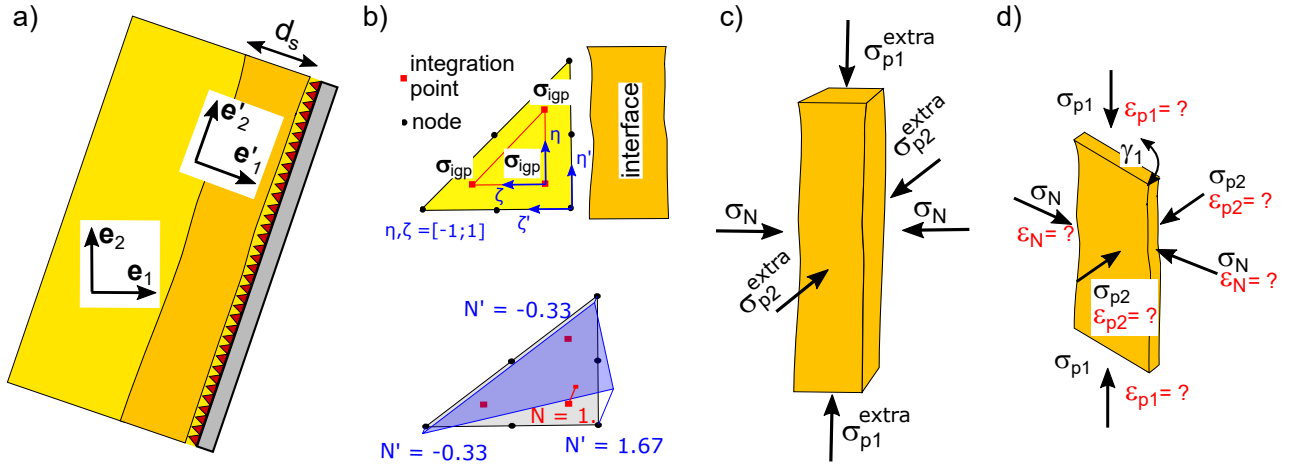 a)
d_s
e'_2
e'_1
e_2
e_1
b)
integration
point
node
σ_igp
σ_igp
σ_igp
η
η'
ζ
ζ'
η,ζ =[-1;1]
interface
N' = -0.33
N = 1.
N' = -0.33
N' = 1.67
c)
σ_p1^extra
σ_p2^extra
σ_N
σ_N
σ_p2^extra
σ_p1^extra
d)
σ_p1
ε_p1= ?
γ_1
σ_N
ε_N= ?
σ_p2
ε_p2= ?
σ_N
ε_N= ?
σ_p2
ε_p2= ?
σ_p1
ε_p1= ?